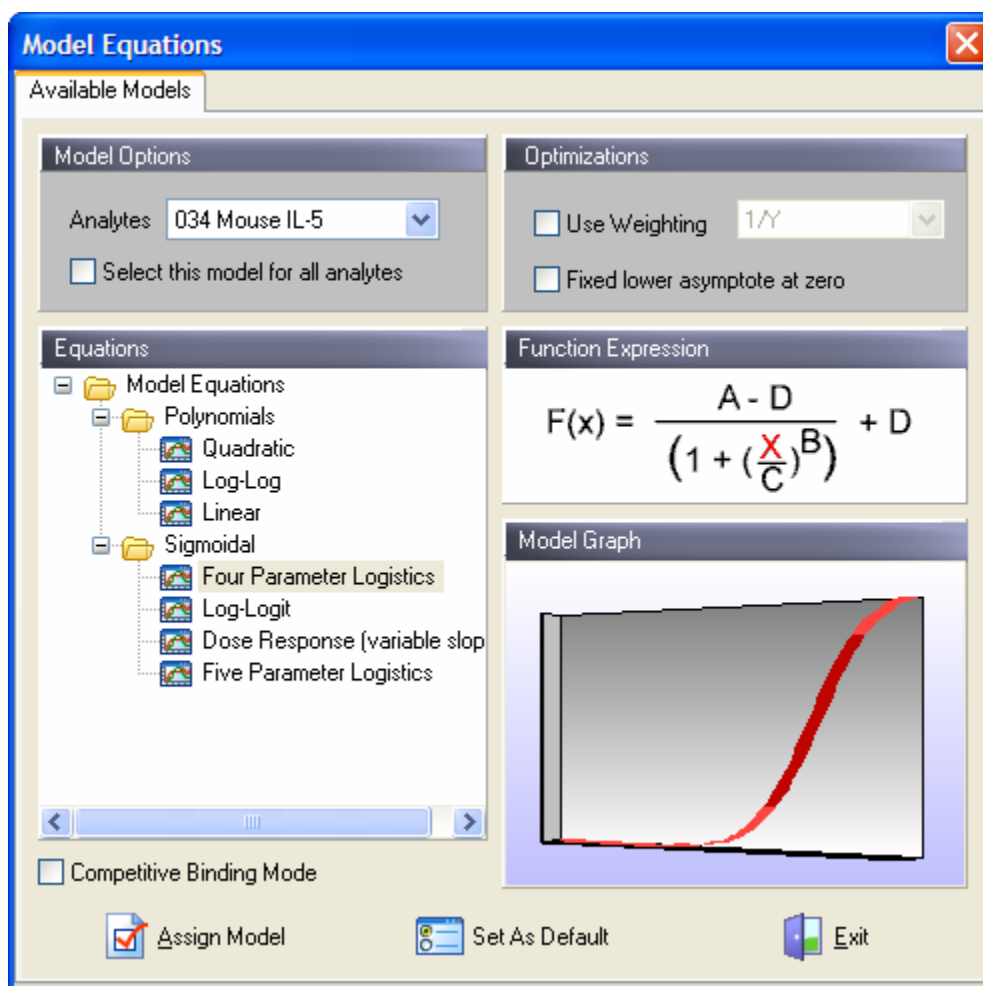 Model Equations
Available Models
Model Options
Analytes 034 Mouse IL-5
Select this model for all analytes
Optimizations
Use Weighting 1/Y
Fixed lower asymptote at zero
Equations
Model Equations
Polynomials
Quadratic
Log-Log
Linear
Sigmoidal
Four Parameter Logistics
Log-Logit
Dose Response (variable slop
Five Parameter Logistics
Function Expression
F(x) = A - D / (1 + (X/C)^B) + D
Model Graph
Competitive Binding Mode
Assign Model Set As Default Exit